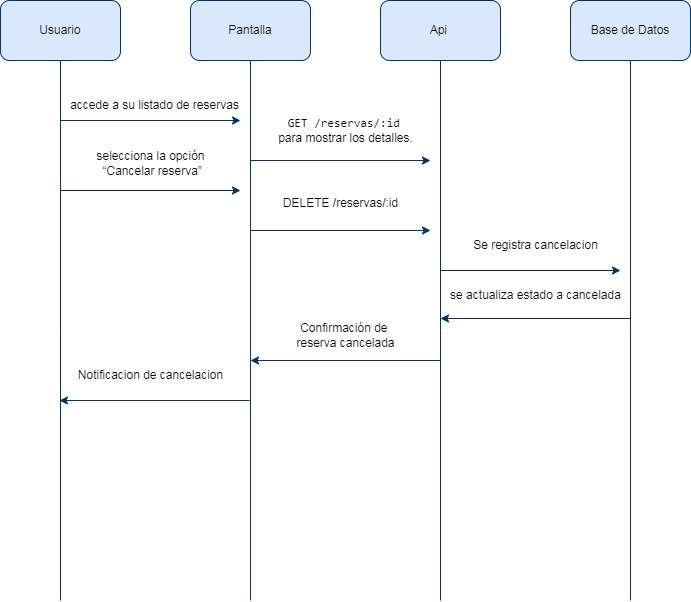 Usuario
Pantalla
Api
Base de Datos
accede a su listado de reservas
GET /reservas/:id
para mostrar los detalles.
selecciona la opción
“Cancelar reserva”
DELETE /reservas/:id
Se registra cancelacion
se actualiza estado a cancelada
Confirmación de
reserva cancelada
Notificacion de cancelacion